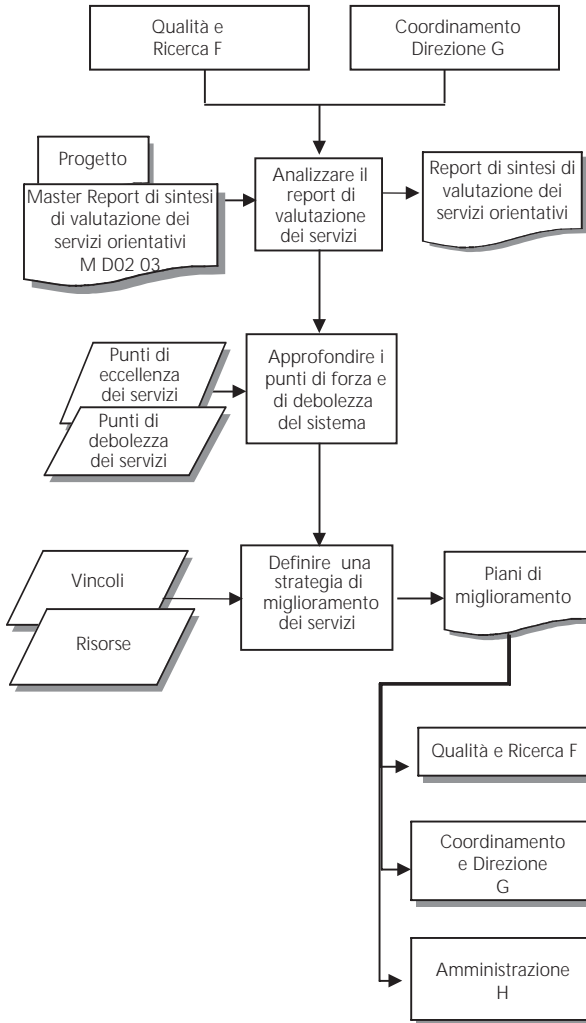 Qualità e
Ricerca F
Coordinamento
Direzione G
Progetto
Master Report di sintesi
di valutazione dei
servizi orientativi
M D02 03
Analizzare il
report di
valutazione
dei servizi
Report di sintesi di
valutazione dei
servizi orientativi
Punti di
eccellenza
dei servizi
Punti di
debolezza
dei servizi
Approfondire i
punti di forza e
di debolezza
del sistema
Vincoli
Risorse
Definire una
strategia di
miglioramento
dei servizi
Piani di
miglioramento
Qualità e Ricerca F
Coordinamento
e Direzione
G
Amministrazione
H